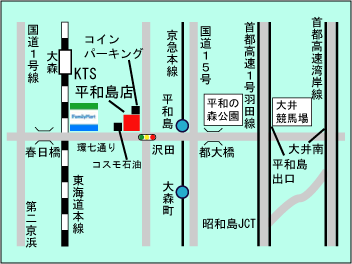 国道１号線
大森
コイン
パーキング
KTS
平和島店
FamilyMart
京急本線
平和島
国道１５号
平和の
森公園
首都高速１号羽田線
首都高速湾岸線
大井
競馬場
春日橋
環七通り
コスモ石油
沢田
都大橋
大井南
平和島
出口
第二京浜
東海道本線
大森町
昭和島JCT